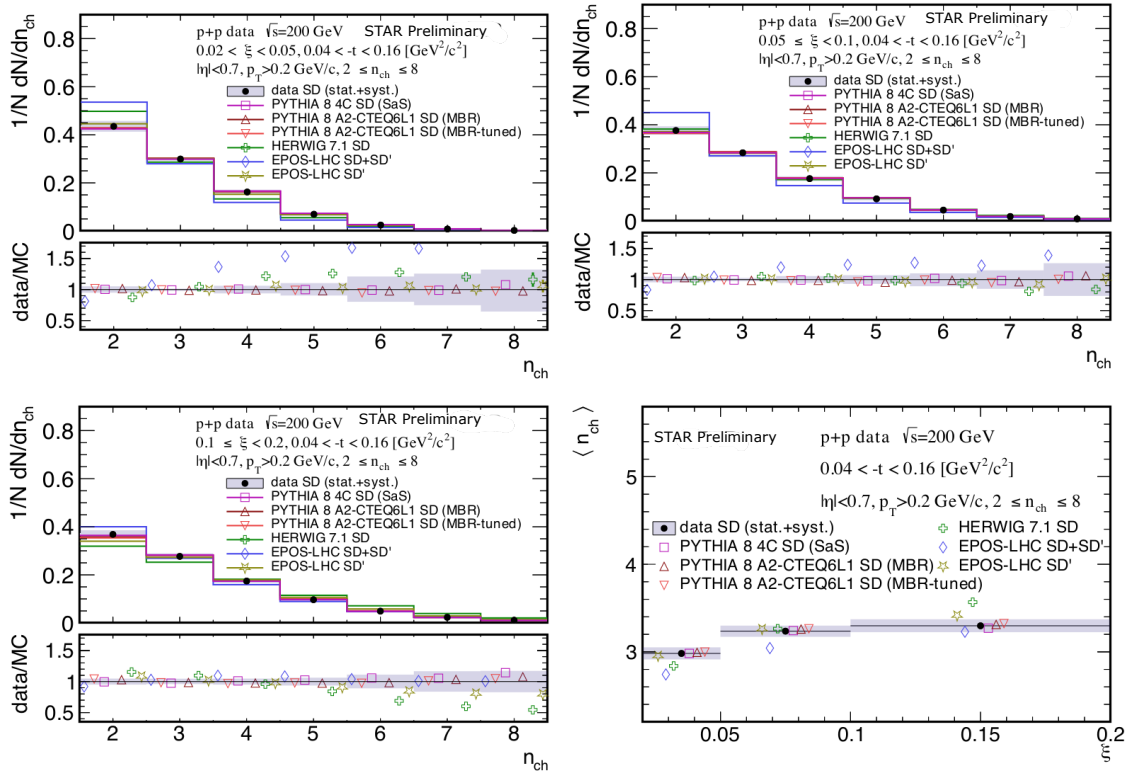 1/N dN/dn_ch
p+p data √s=200 GeV STAR Preliminary
0.02 < ξ < 0.05, 0.04 < -t < 0.16 [GeV²/c²]
|η|<0.7, p_T>0.2 GeV/c, 2 ≤ n_ch ≤ 8
data SD (stat.+syst.)
PYTHIA 8 4C SD (SaS)
PYTHIA 8 A2-CTEQ6L1 SD (MBR)
PYTHIA 8 A2-CTEQ6L1 SD (MBR-tuned)
HERWIG 7.1 SD
EPOS-LHC SD+SD'
EPOS-LHC SD'
0.8
0.6
0.4
0.2
0
data/MC
1.5
1
0.5
2 3 4 5 6 7 8
n_ch
1/N dN/dn_ch
p+p data √s=200 GeV STAR Preliminary
0.05 ≤ ξ < 0.1, 0.04 < -t < 0.16 [GeV²/c²]
|η|<0.7, p_T>0.2 GeV/c, 2 ≤ n_ch ≤ 8
data SD (stat.+syst.)
PYTHIA 8 4C SD (SaS)
PYTHIA 8 A2-CTEQ6L1 SD (MBR)
PYTHIA 8 A2-CTEQ6L1 SD (MBR-tuned)
HERWIG 7.1 SD
EPOS-LHC SD+SD'
EPOS-LHC SD'
0.8
0.6
0.4
0.2
0
data/MC
1.5
1
0.5
2 3 4 5 6 7 8
n_ch
1/N dN/dn_ch
p+p data √s=200 GeV STAR Preliminary
0.1 ≤ ξ < 0.2, 0.04 < -t < 0.16 [GeV²/c²]
|η|<0.7, p_T>0.2 GeV/c, 2 ≤ n_ch ≤ 8
data SD (stat.+syst.)
PYTHIA 8 4C SD (SaS)
PYTHIA 8 A2-CTEQ6L1 SD (MBR)
PYTHIA 8 A2-CTEQ6L1 SD (MBR-tuned)
HERWIG 7.1 SD
EPOS-LHC SD+SD'
EPOS-LHC SD'
0.8
0.6
0.4
0.2
0
data/MC
1.5
1
0.5
2 3 4 5 6 7 8
n_ch
⟨ n_ch ⟩
STAR Preliminary p+p data √s=200 GeV
0.04 < -t < 0.16 [GeV²/c²]
|η|<0.7, p_T>0.2 GeV/c, 2 ≤ n_ch ≤ 8
data SD (stat.+syst.)
PYTHIA 8 4C SD (SaS)
PYTHIA 8 A2-CTEQ6L1 SD (MBR)
PYTHIA 8 A2-CTEQ6L1 SD (MBR-tuned)
HERWIG 7.1 SD
EPOS-LHC SD+SD'
EPOS-LHC SD'
5
4
3
0.05 0.1 0.15 0.2
ξ